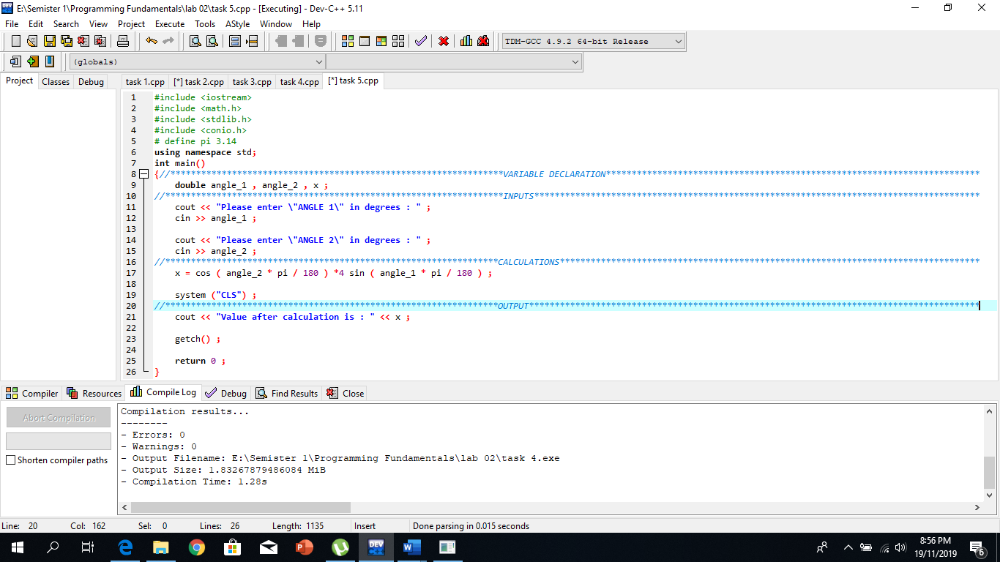 E:\Semister 1\Programming Fundamentals\lab 02\task 5.cpp - [Executing] - Dev-C++ 5.11
File Edit Search View Project Execute Tools AStyle Window Help
TDM-GCC 4.9.2 64-bit Release
(globals)
Project Classes Debug task 1.cpp [*] task 2.cpp task 3.cpp task 4.cpp [*] task 5.cpp
1 #include <iostream>
2 #include <math.h>
3 #include <stdlib.h>
4 #include <conio.h>
5 # define pi 3.14
6 using namespace std;
7 int main()
8 {//*****************************************************************VARIABLE DECLARATION*************************************************************************
9 double angle_1 , angle_2 , x ;
10 //******************************************************************INPUTS***************************************************************************************
11 cout << "Please enter \"ANGLE 1\" in degrees : " ;
12 cin >> angle_1 ;
13
14 cout << "Please enter \"ANGLE 2\" in degrees : " ;
15 cin >> angle_2 ;
16 //*****************************************************************CALCULATIONS**********************************************************************************
17 x = cos ( angle_2 * pi / 180 ) *4 sin ( angle_1 * pi / 180 ) ;
18
19 system ("CLS") ;
20 //*****************************************************************OUTPUT****************************************************************************************
21 cout << "Value after calculation is : " << x ;
22
23 getch() ;
24
25 return 0 ;
26 }
Compiler Resources Compile Log Debug Find Results Close
Abort Compilation
Shorten compiler paths
Compilation results...
--------
- Errors: 0
- Warnings: 0
- Output Filename: E:\Semister 1\Programming Fundamentals\lab 02\task 4.exe
- Output Size: 1.83267879486084 MiB
- Compilation Time: 1.28s
Line: 20 Col: 162 Sel: 0 Lines: 26 Length: 1135 Insert Done parsing in 0.015 seconds
DEV
8:56 PM
19/11/2019
6